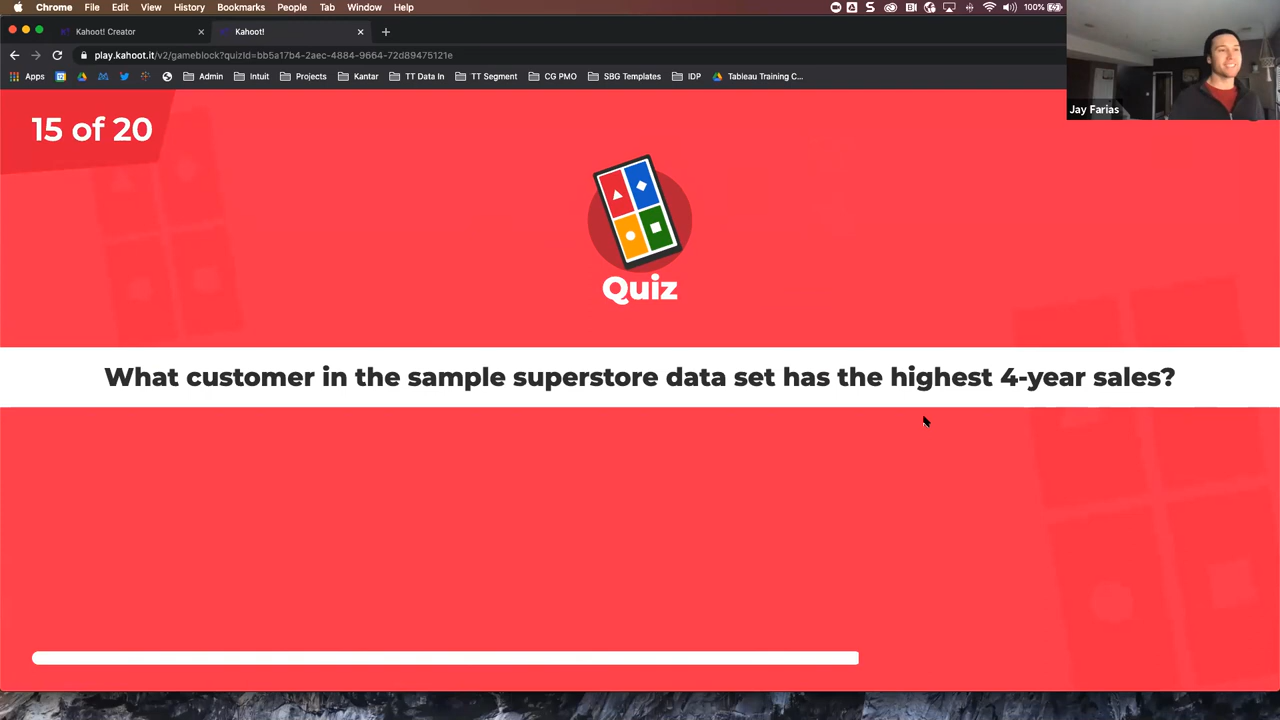 Chrome File Edit View History Bookmarks People Tab Window Help 100%
Kahoot! Creator Kahoot!
play.kahoot.it/v2/gameblock?quizId=bb5a17b4-2aec-4884-9664-72d89475121e
Apps Admin Intuit Projects Kantar TT Data In TT Segment CG PMO SBG Templates IDP Tableau Training C...
Jay Farias
15 of 20
Quiz
What customer in the sample superstore data set has the highest 4-year sales?